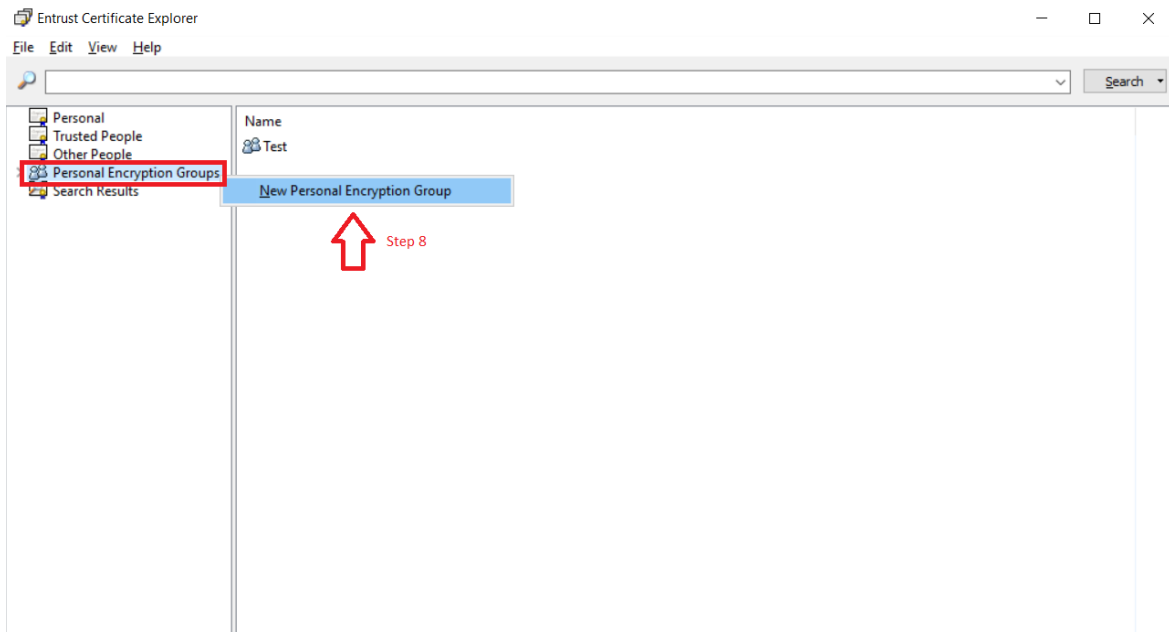 Entrust Certificate Explorer
File Edit View Help
Search
Personal
Trusted People
Other People
Personal Encryption Groups
Search Results
Name
Test
New Personal Encryption Group
Step 8